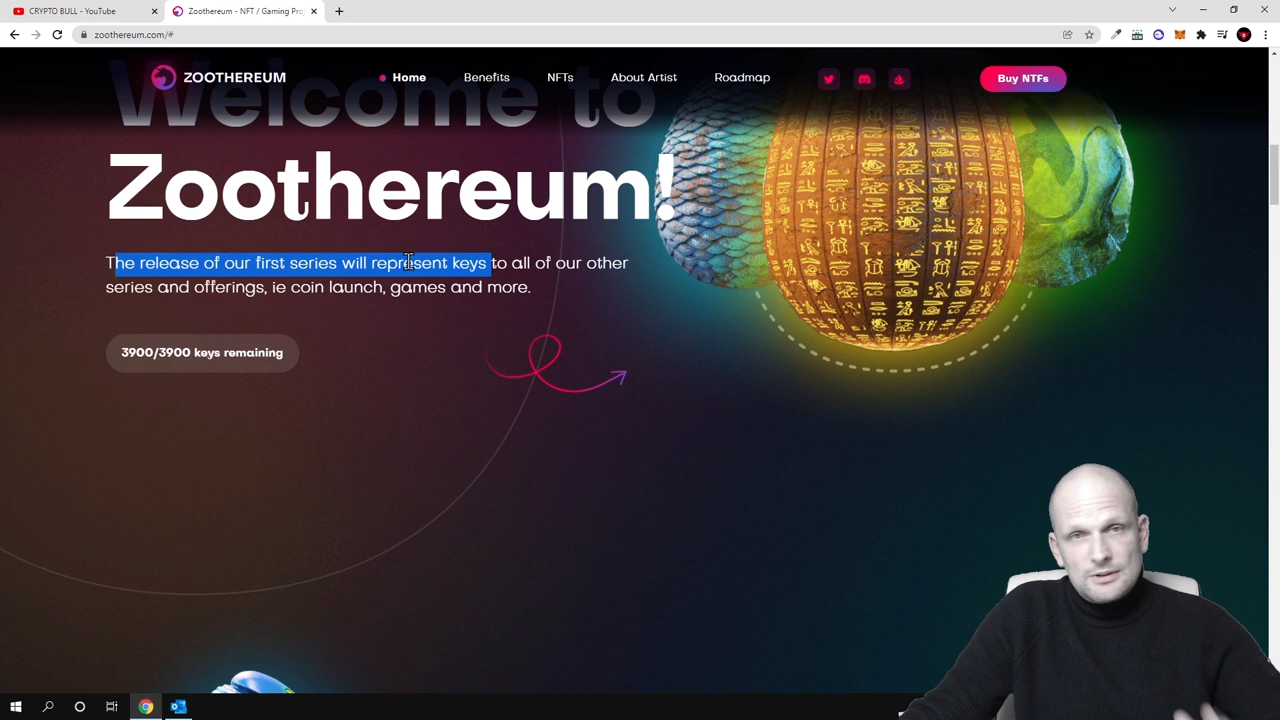 CRYPTO BULL - YouTube
Zoothereum - NFT / Gaming Pro
zoothereum.com/#
ZOOTHEREUM
Home
Benefits
NFTs
About Artist
Roadmap
Buy NTFs
Welcome to
Zoothereum!
The release of our first series will represent keys to all of our other
series and offerings, ie coin launch, games and more.
3900/3900 keys remaining